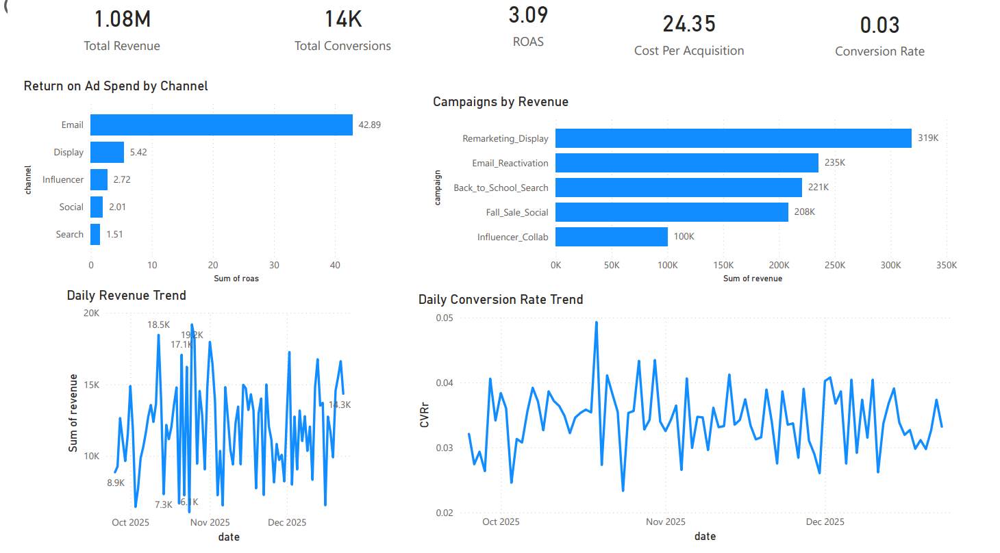 1.08M
Total Revenue
14K
Total Conversions
3.09
ROAS
24.35
Cost Per Acquisition
0.03
Conversion Rate
Return on Ad Spend by Channel
channel
Email
42.89
Display
5.42
Influencer
2.72
Social
2.01
Search
1.51
0 10 20 30 40
Sum of roas
Campaigns by Revenue
campaign
Remarketing_Display
319K
Email_Reactivation
235K
Back_to_School_Search
221K
Fall_Sale_Social
208K
Influencer_Collab
100K
0K 50K 100K 150K 200K 250K 300K 350K
Sum of revenue
Daily Revenue Trend
Sum of revenue
20K
15K
10K
18.5K
19.2K
17.1K
14.3K
8.9K
7.3K
6.1K
Oct 2025 Nov 2025 Dec 2025
date
Daily Conversion Rate Trend
CVRr
0.05
0.04
0.03
0.02
Oct 2025 Nov 2025 Dec 2025
date